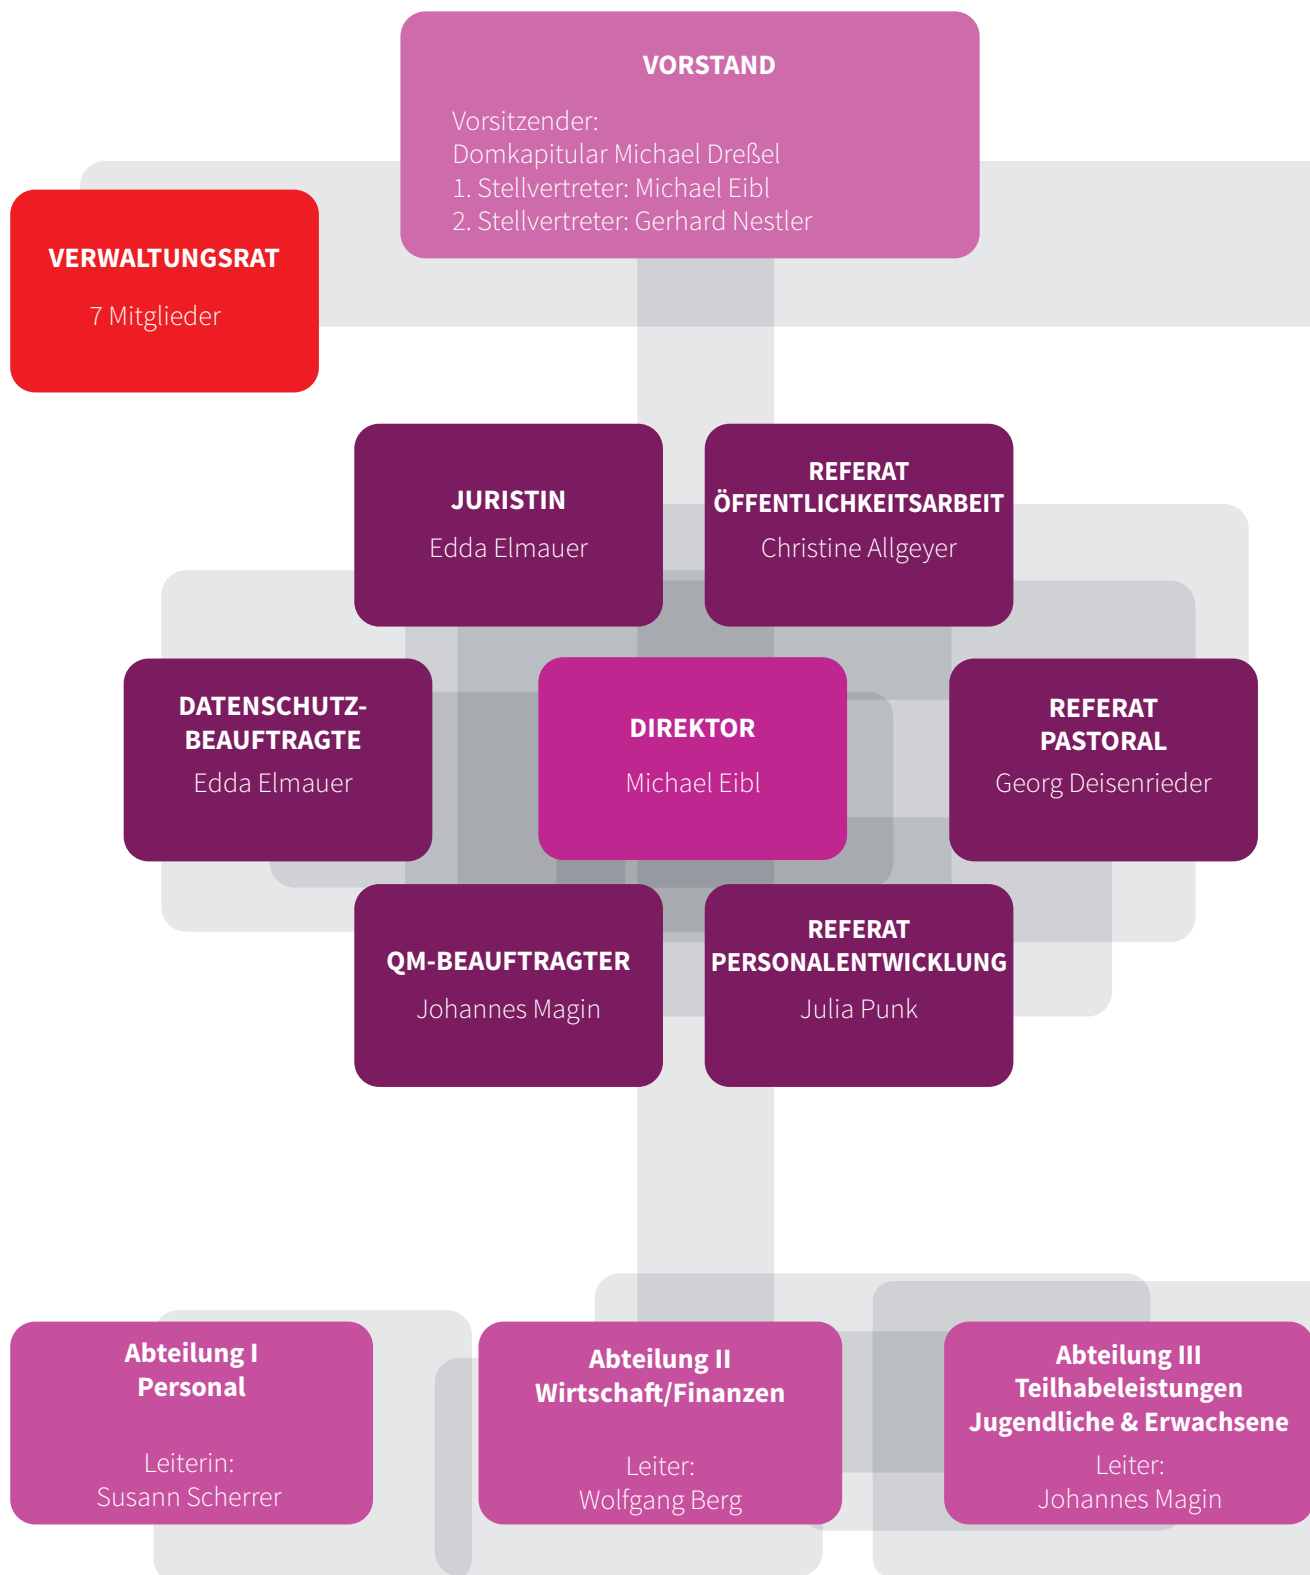 VORSTAND
Vorsitzender:
Domkapitular Michael Dreßel
1. Stellvertreter: Michael Eibl
2. Stellvertreter: Gerhard Nestler
VERWALTUNGSRAT
7 Mitglieder
JURISTIN
Edda Elmauer
REFERAT
ÖFFENTLICHKEITSARBEIT
Christine Allgeyer
DATENSCHUTZ-
BEAUFTRAGTE
Edda Elmauer
DIREKTOR
Michael Eibl
REFERAT
PASTORAL
Georg Deisenrieder
QM-BEAUFTRAGTER
Johannes Magin
REFERAT
PERSONALENTWICKLUNG
Julia Punk
Abteilung I
Personal
Leiterin:
Susann Scherrer
Abteilung II
Wirtschaft/Finanzen
Leiter:
Wolfgang Berg
Abteilung III
Teilhabeleistungen
Jugendliche & Erwachsene
Leiter:
Johannes Magin